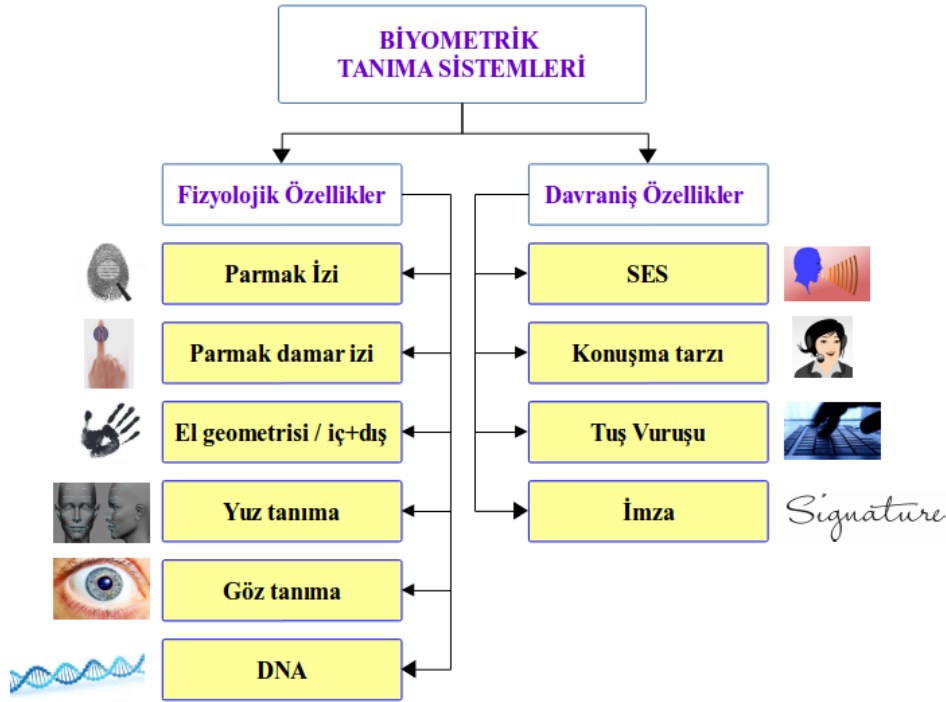 BİYOMETRİK
TANIMA SİSTEMLERİ
Fizyolojik Özellikler
Parmak İzi
Parmak damar izi
El geometrisi / iç+dış
Yuz tanıma
Göz tanıma
DNA
Davraniş Özellikler
SES
Konuşma tarzı
Tuş Vuruşu
İmza
Signature